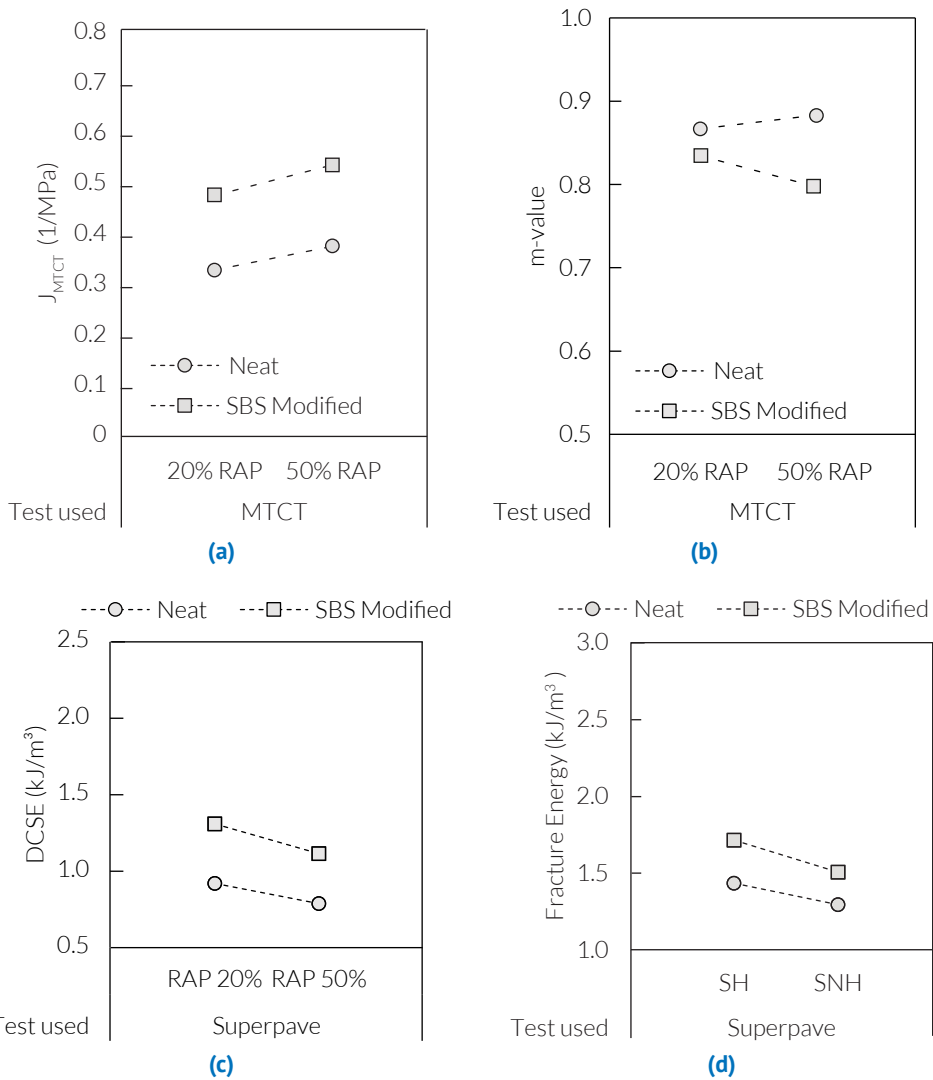 0.8
0.7
0.6
0.5
0.4
0.3
0.2
0.1
0
J_MTCT (1/MPa)
Neat
SBS Modified
20% RAP 50% RAP
Test used MTCT
(a)
1.0
0.9
0.8
0.7
0.6
0.5
m-value
Neat
SBS Modified
20% RAP 50% RAP
Test used MTCT
(b)
Neat SBS Modified
2.5
2.0
1.5
1.0
0.5
DCSE (kJ/m³)
RAP 20% RAP 50%
Test used Superpave
(c)
Neat SBS Modified
3.0
2.5
2.0
1.5
1.0
Fracture Energy (kJ/m³ )
SH SNH
Test used Superpave
(d)